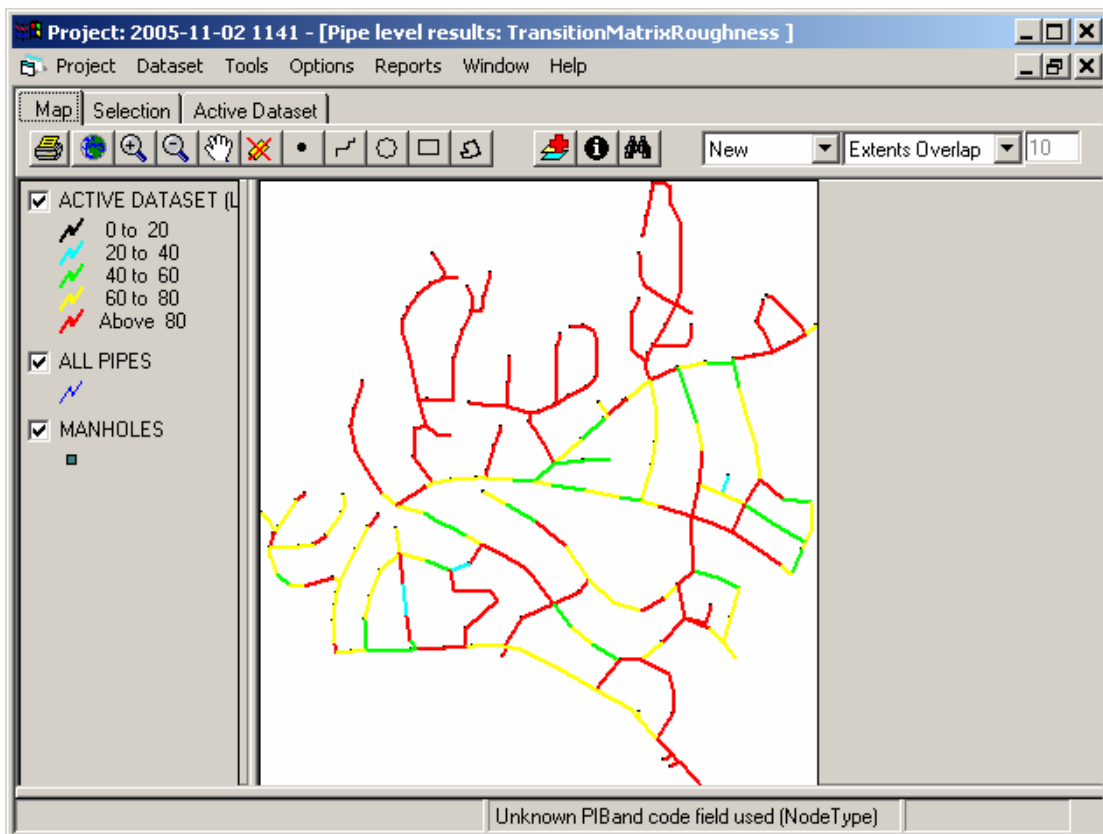 Project: 2005-11-02 1141 - [Pipe level results: TransitionMatrixRoughness ]
Project Dataset Tools Options Reports Window Help
Map Selection Active Dataset
New Extents Overlap 10
ACTIVE DATASET (L
0 to 20
20 to 40
40 to 60
60 to 80
Above 80
ALL PIPES
MANHOLES
Unknown PIBand code field used (NodeType)